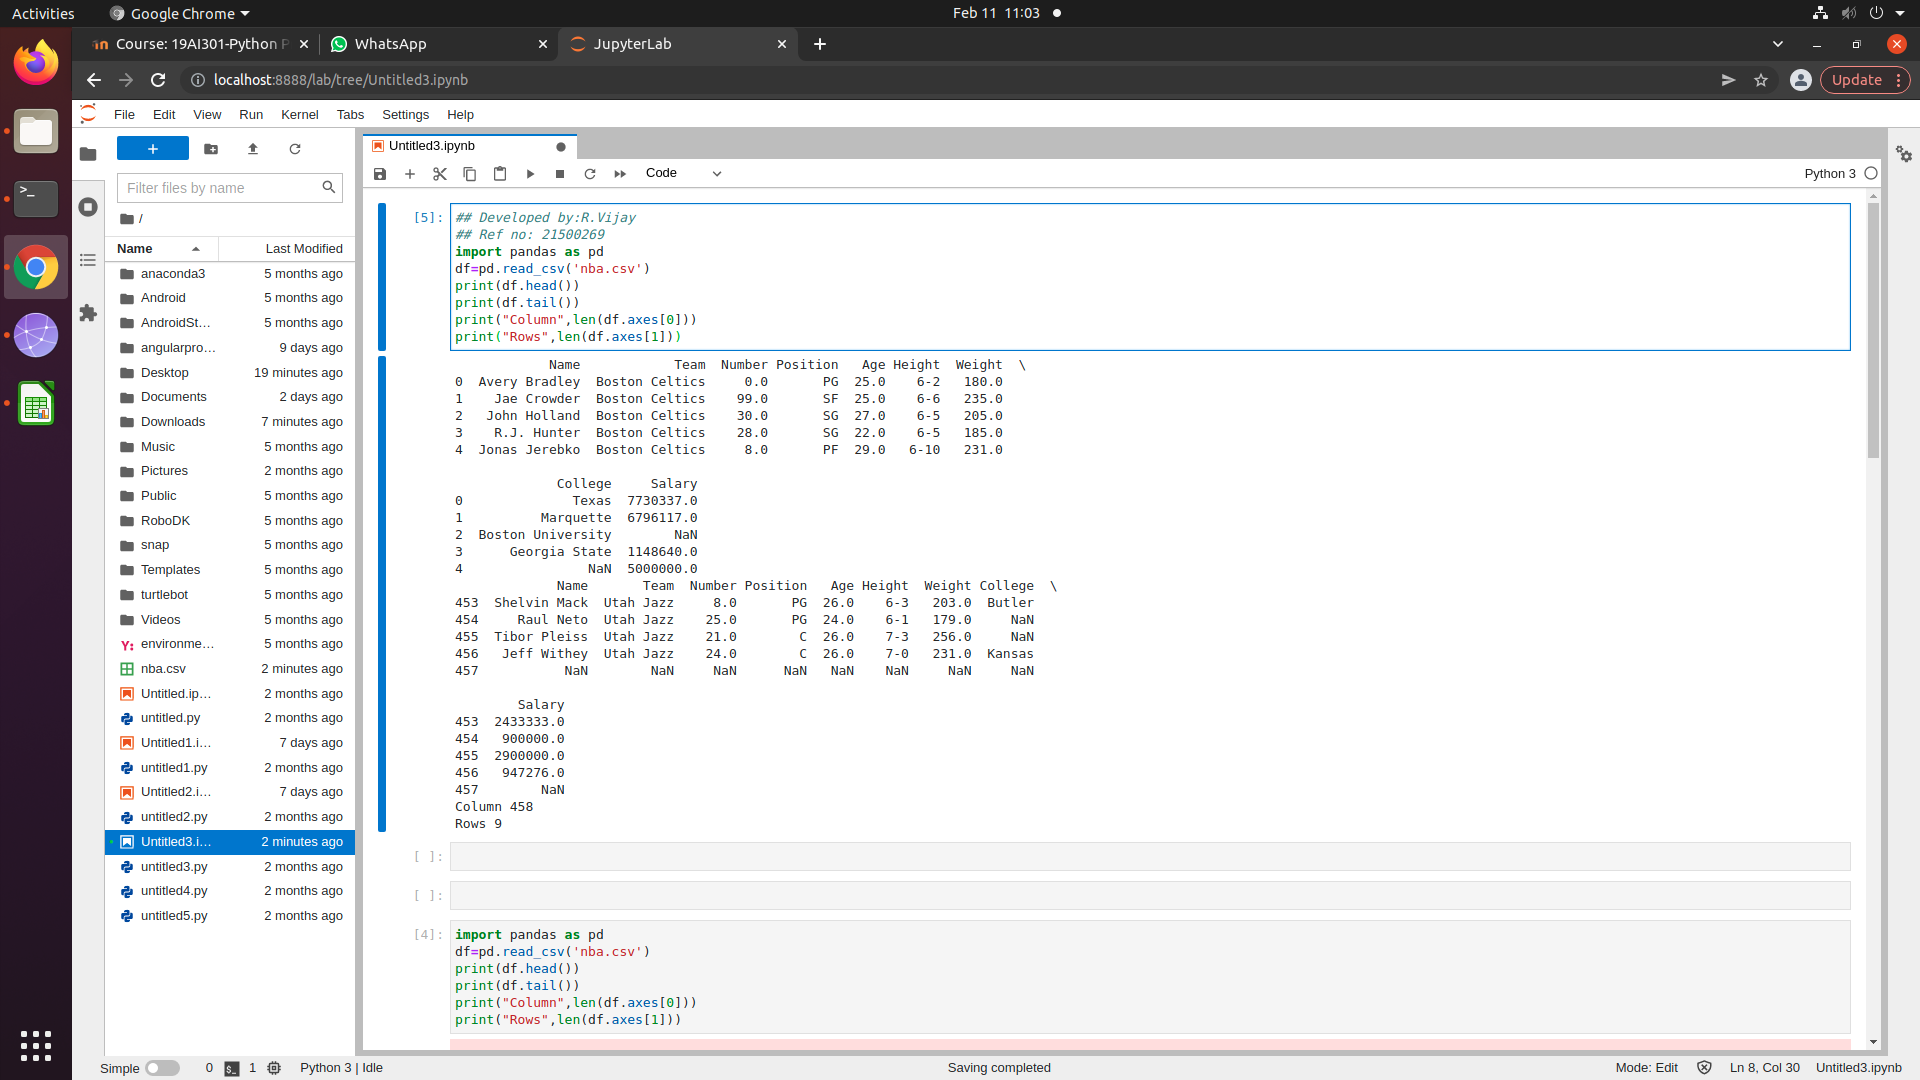 Activities
Google Chrome
Feb 11 11:03
Course: 19AI301-Python P
WhatsApp
JupyterLab
localhost:8888/lab/tree/Untitled3.ipynb
Update
File Edit View Run Kernel Tabs Settings Help
Filter files by name
/
Name Last Modified
anaconda3 5 months ago
Android 5 months ago
AndroidSt... 5 months ago
angularpro... 9 days ago
Desktop 19 minutes ago
Documents 2 days ago
Downloads 7 minutes ago
Music 5 months ago
Pictures 2 months ago
Public 5 months ago
RoboDK 5 months ago
snap 5 months ago
Templates 5 months ago
turtlebot 5 months ago
Videos 5 months ago
environme... 5 months ago
nba.csv 2 minutes ago
Untitled.ip... 2 months ago
untitled.py 2 months ago
Untitled1.i... 7 days ago
untitled1.py 2 months ago
Untitled2.i... 7 days ago
untitled2.py 2 months ago
Untitled3.i... 2 minutes ago
untitled3.py 2 months ago
untitled4.py 2 months ago
untitled5.py 2 months ago
Untitled3.ipynb
Code
Python 3
[5]:
## Developed by:R.Vijay
## Ref no: 21500269
import pandas as pd
df=pd.read_csv('nba.csv')
print(df.head())
print(df.tail())
print("Column",len(df.axes[0]))
print("Rows",len(df.axes[1]))
Name Team Number Position Age Height Weight \
0 Avery Bradley Boston Celtics 0.0 PG 25.0 6-2 180.0
1 Jae Crowder Boston Celtics 99.0 SF 25.0 6-6 235.0
2 John Holland Boston Celtics 30.0 SG 27.0 6-5 205.0
3 R.J. Hunter Boston Celtics 28.0 SG 22.0 6-5 185.0
4 Jonas Jerebko Boston Celtics 8.0 PF 29.0 6-10 231.0
College Salary
0 Texas 7730337.0
1 Marquette 6796117.0
2 Boston University NaN
3 Georgia State 1148640.0
4 NaN 5000000.0
Name Team Number Position Age Height Weight College \
453 Shelvin Mack Utah Jazz 8.0 PG 26.0 6-3 203.0 Butler
454 Raul Neto Utah Jazz 25.0 PG 24.0 6-1 179.0 NaN
455 Tibor Pleiss Utah Jazz 21.0 C 26.0 7-3 256.0 NaN
456 Jeff Withey Utah Jazz 24.0 C 26.0 7-0 231.0 Kansas
457 NaN NaN NaN NaN NaN NaN NaN NaN
Salary
453 2433333.0
454 900000.0
455 2900000.0
456 947276.0
457 NaN
Column 458
Rows 9
[ ]:
[ ]:
[4]:
import pandas as pd
df=pd.read_csv('nba.csv')
print(df.head())
print(df.tail())
print("Column",len(df.axes[0]))
print("Rows",len(df.axes[1]))
Simple 0 1 Python 3 | Idle Saving completed Mode: Edit Ln 8, Col 30 Untitled3.ipynb